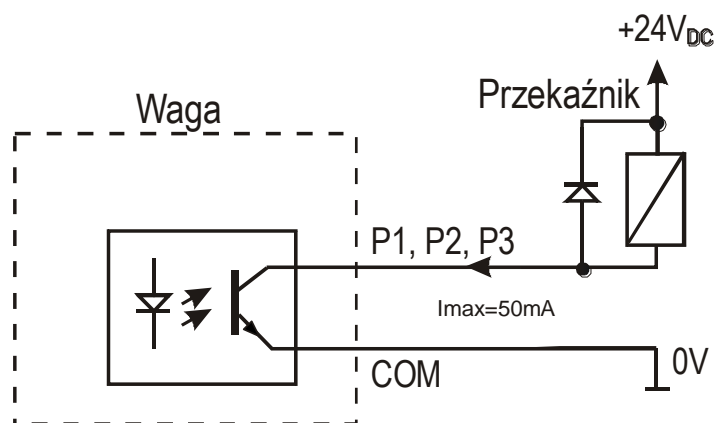 +24VDC
Przekaźnik
Waga
P1, P2, P3
Imax=50mA
COM
0V